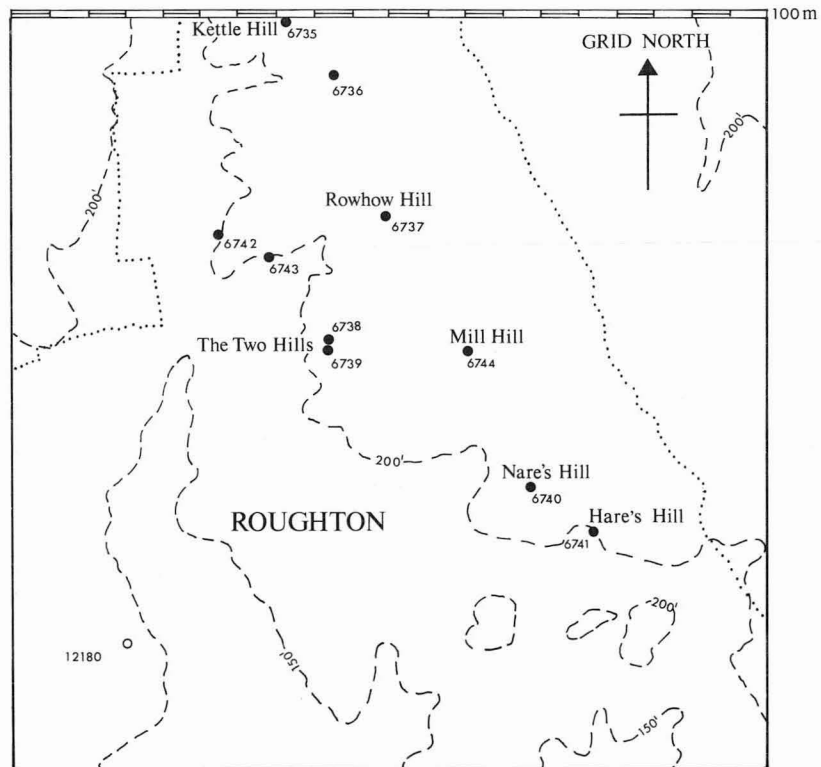 100m
Kettle Hill
6735
GRID NORTH
6736
200'
200'
Rowhow Hill
6737
6742
6743
6738
The Two Hills
6739
Mill Hill
6744
200'
Nare's Hill
6740
ROUGHTON
Hare's Hill
6741
200'
12180
150'
150'